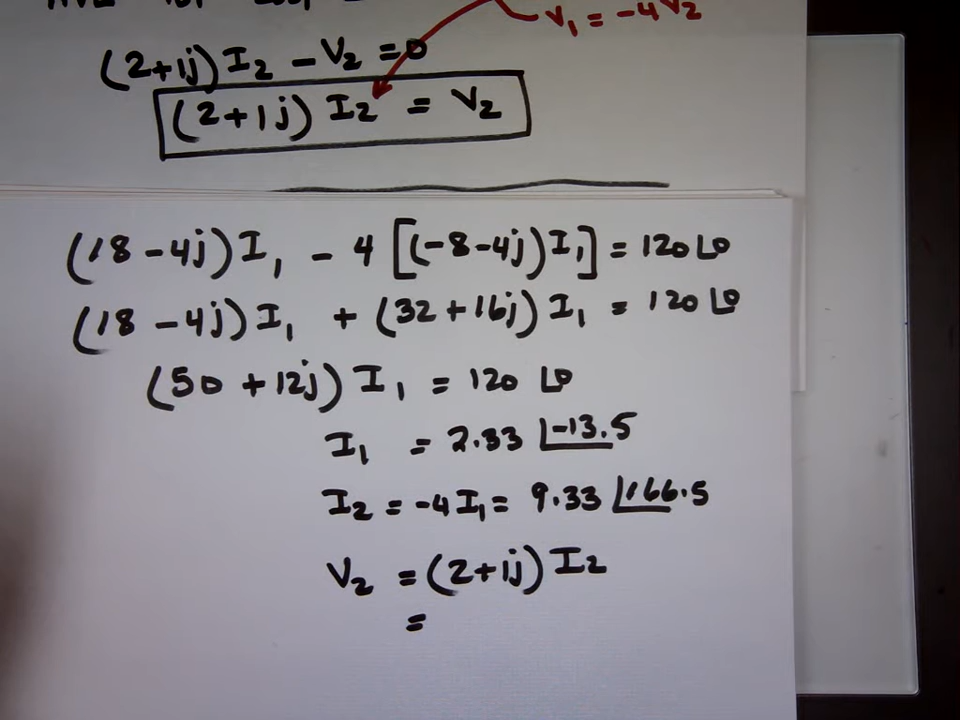 V₁ = -4V₂
(2+1j)I₂ - V₂ = 0
(2+1j) I₂ = V₂
(18-4j)I₁ - 4[(-8-4j)I₁] = 120∠0
(18-4j)I₁ + (32+16j)I₁ = 120∠0
(50+12j)I₁ = 120∠0
I₁ = 2.33∠-13.5
I₂ = -4I₁ = 9.33∠166.5
V₂ = (2+1j)I₂
=